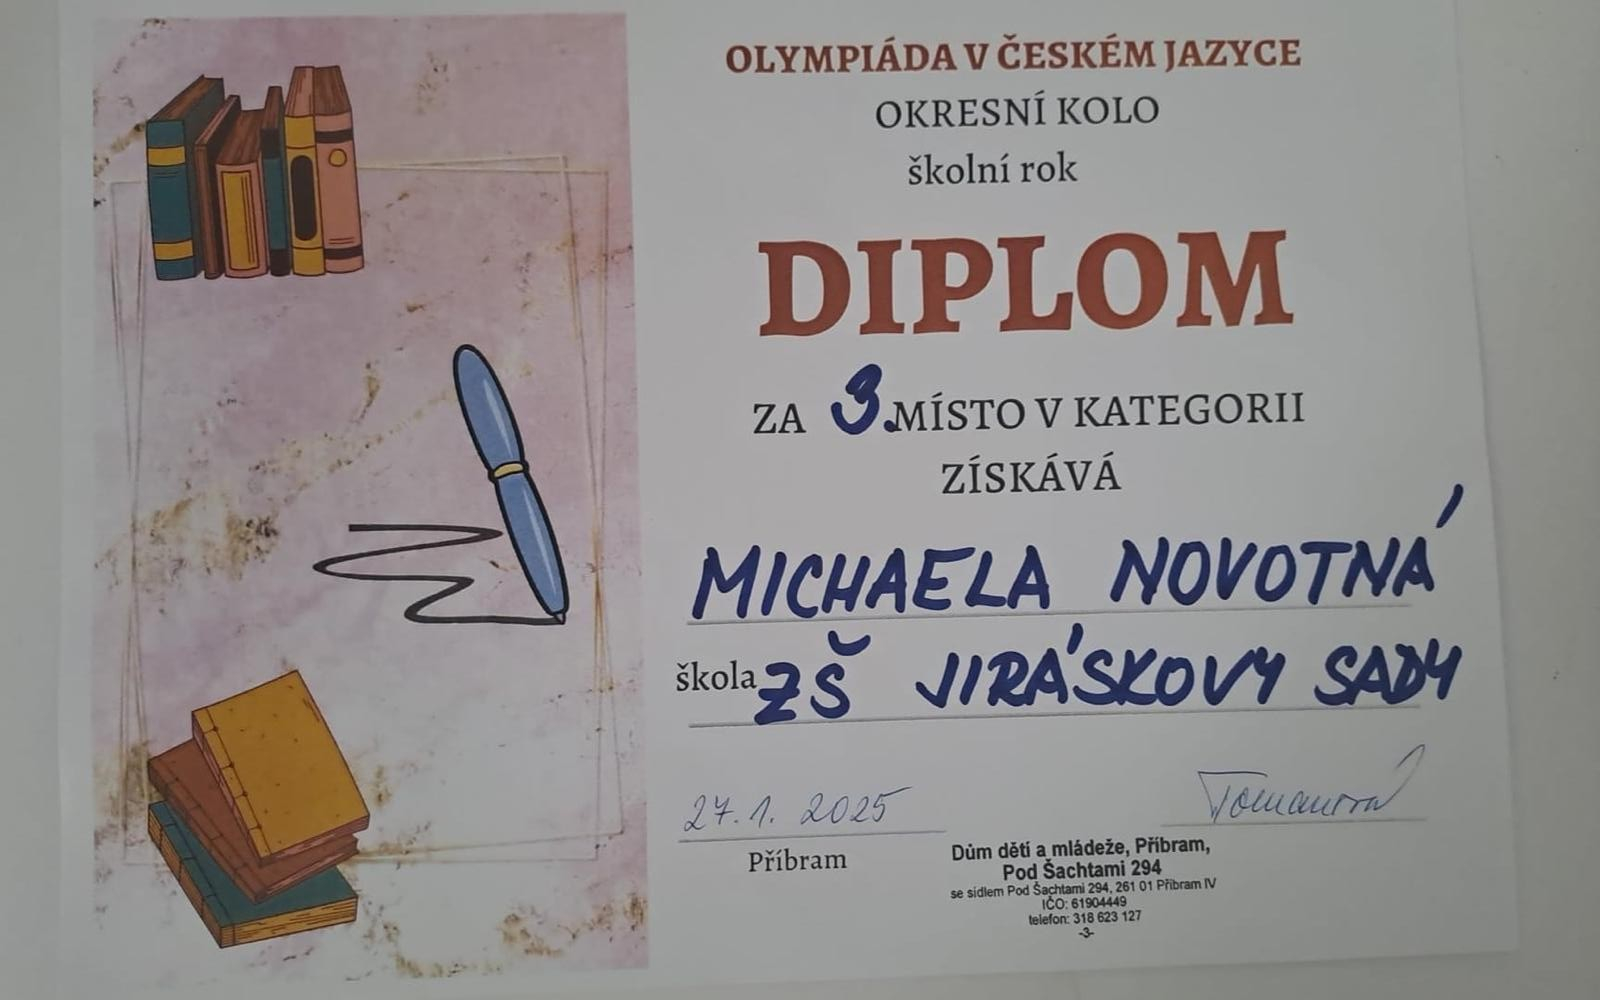 OLYMPIÁDA V ČESKÉM JAZYCE
OKRESNÍ KOLO
školní rok
DIPLOM
ZA 3. MÍSTO V KATEGORII
ZÍSKÁVÁ
MICHAELA NOVOTNÁ
škola ZŠ JIRÁSKOVY SADY
27.1. 2025 Tomanová
Příbram
Dům dětí a mládeže, Příbram,
Pod Šachtami 294
se sídlem Pod Šachtami 294, 261 01 Příbram IV
IČO: 61904449
telefon: 318 623 127
-3-